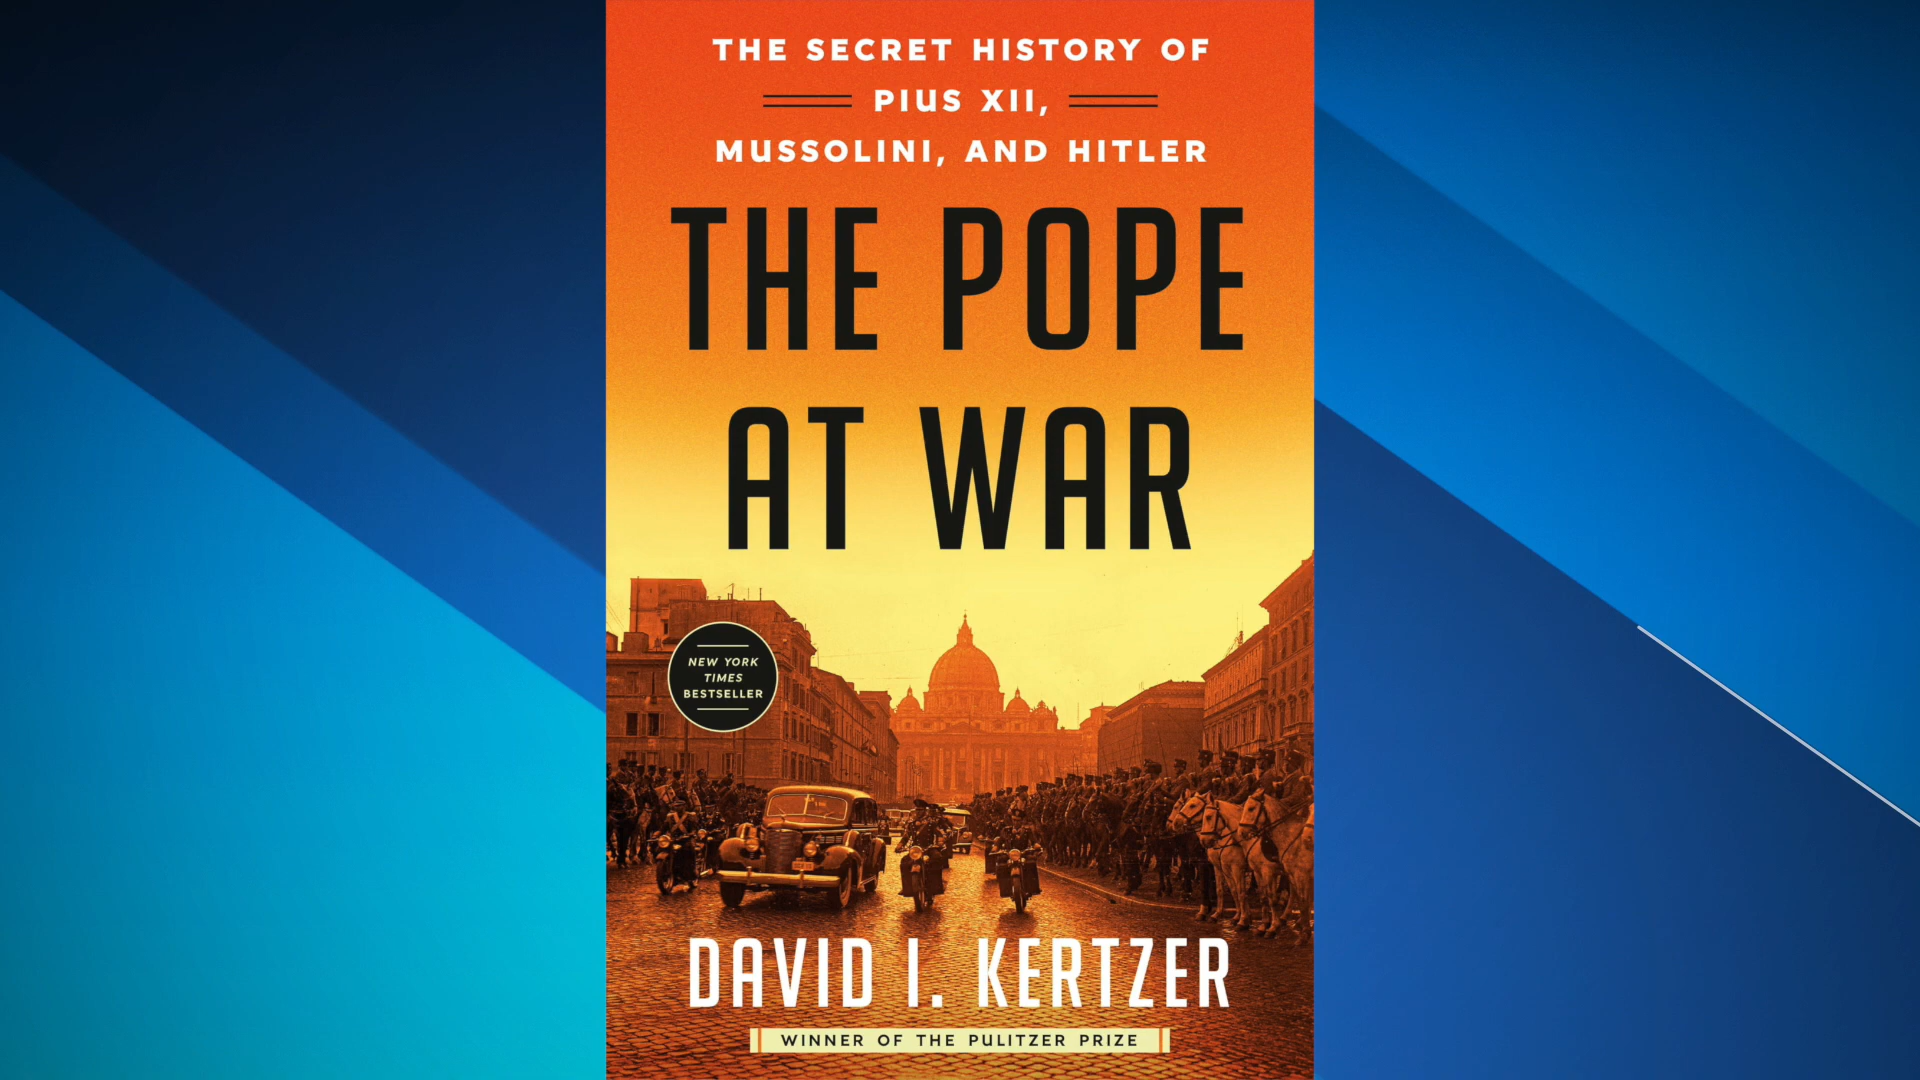 THE SECRET HISTORY OF
PIUS XII,
MUSSOLINI, AND HITLER
THE POPE
AT WAR
NEW YORK
TIMES
BESTSELLER
DAVID I. KERTZER
WINNER OF THE PULITZER PRIZE